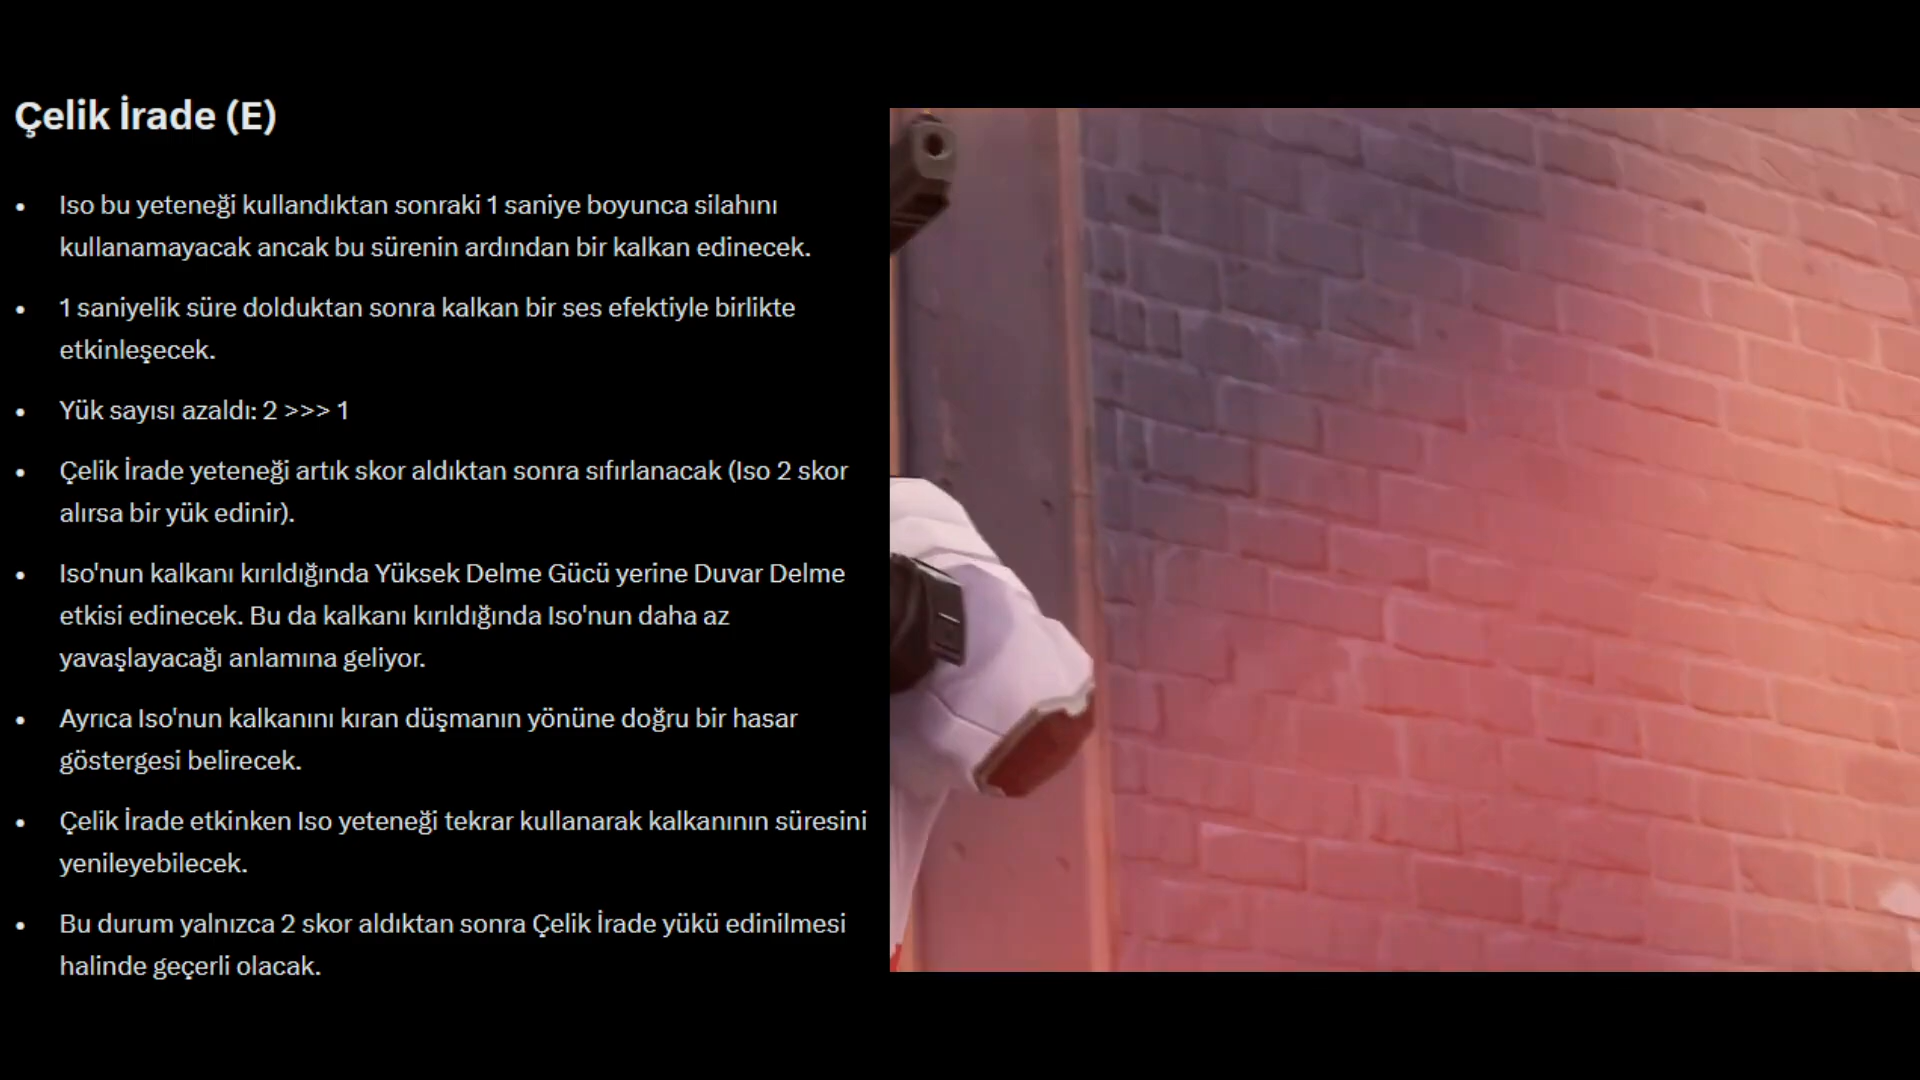 Çelik İrade (E)
• Iso bu yeteneği kullandıktan sonraki 1 saniye boyunca silahını
kullanamayacak ancak bu sürenin ardından bir kalkan edinecek.
• 1 saniyelik süre dolduktan sonra kalkan bir ses efektiyle birlikte
etkinleşecek.
• Yük sayısı azaldı: 2 >>> 1
• Çelik İrade yeteneği artık skor aldıktan sonra sıfırlanacak (Iso 2 skor
alırsa bir yük edinir).
• Iso'nun kalkanı kırıldığında Yüksek Delme Gücü yerine Duvar Delme
etkisi edinecek. Bu da kalkanı kırıldığında Iso'nun daha az
yavaşlayacağı anlamına geliyor.
• Ayrıca Iso'nun kalkanını kıran düşmanın yönüne doğru bir hasar
göstergesi belirecek.
• Çelik İrade etkinken Iso yeteneği tekrar kullanarak kalkanının süresini
yenileyebilecek.
• Bu durum yalnızca 2 skor aldıktan sonra Çelik İrade yükü edinilmesi
halinde geçerli olacak.